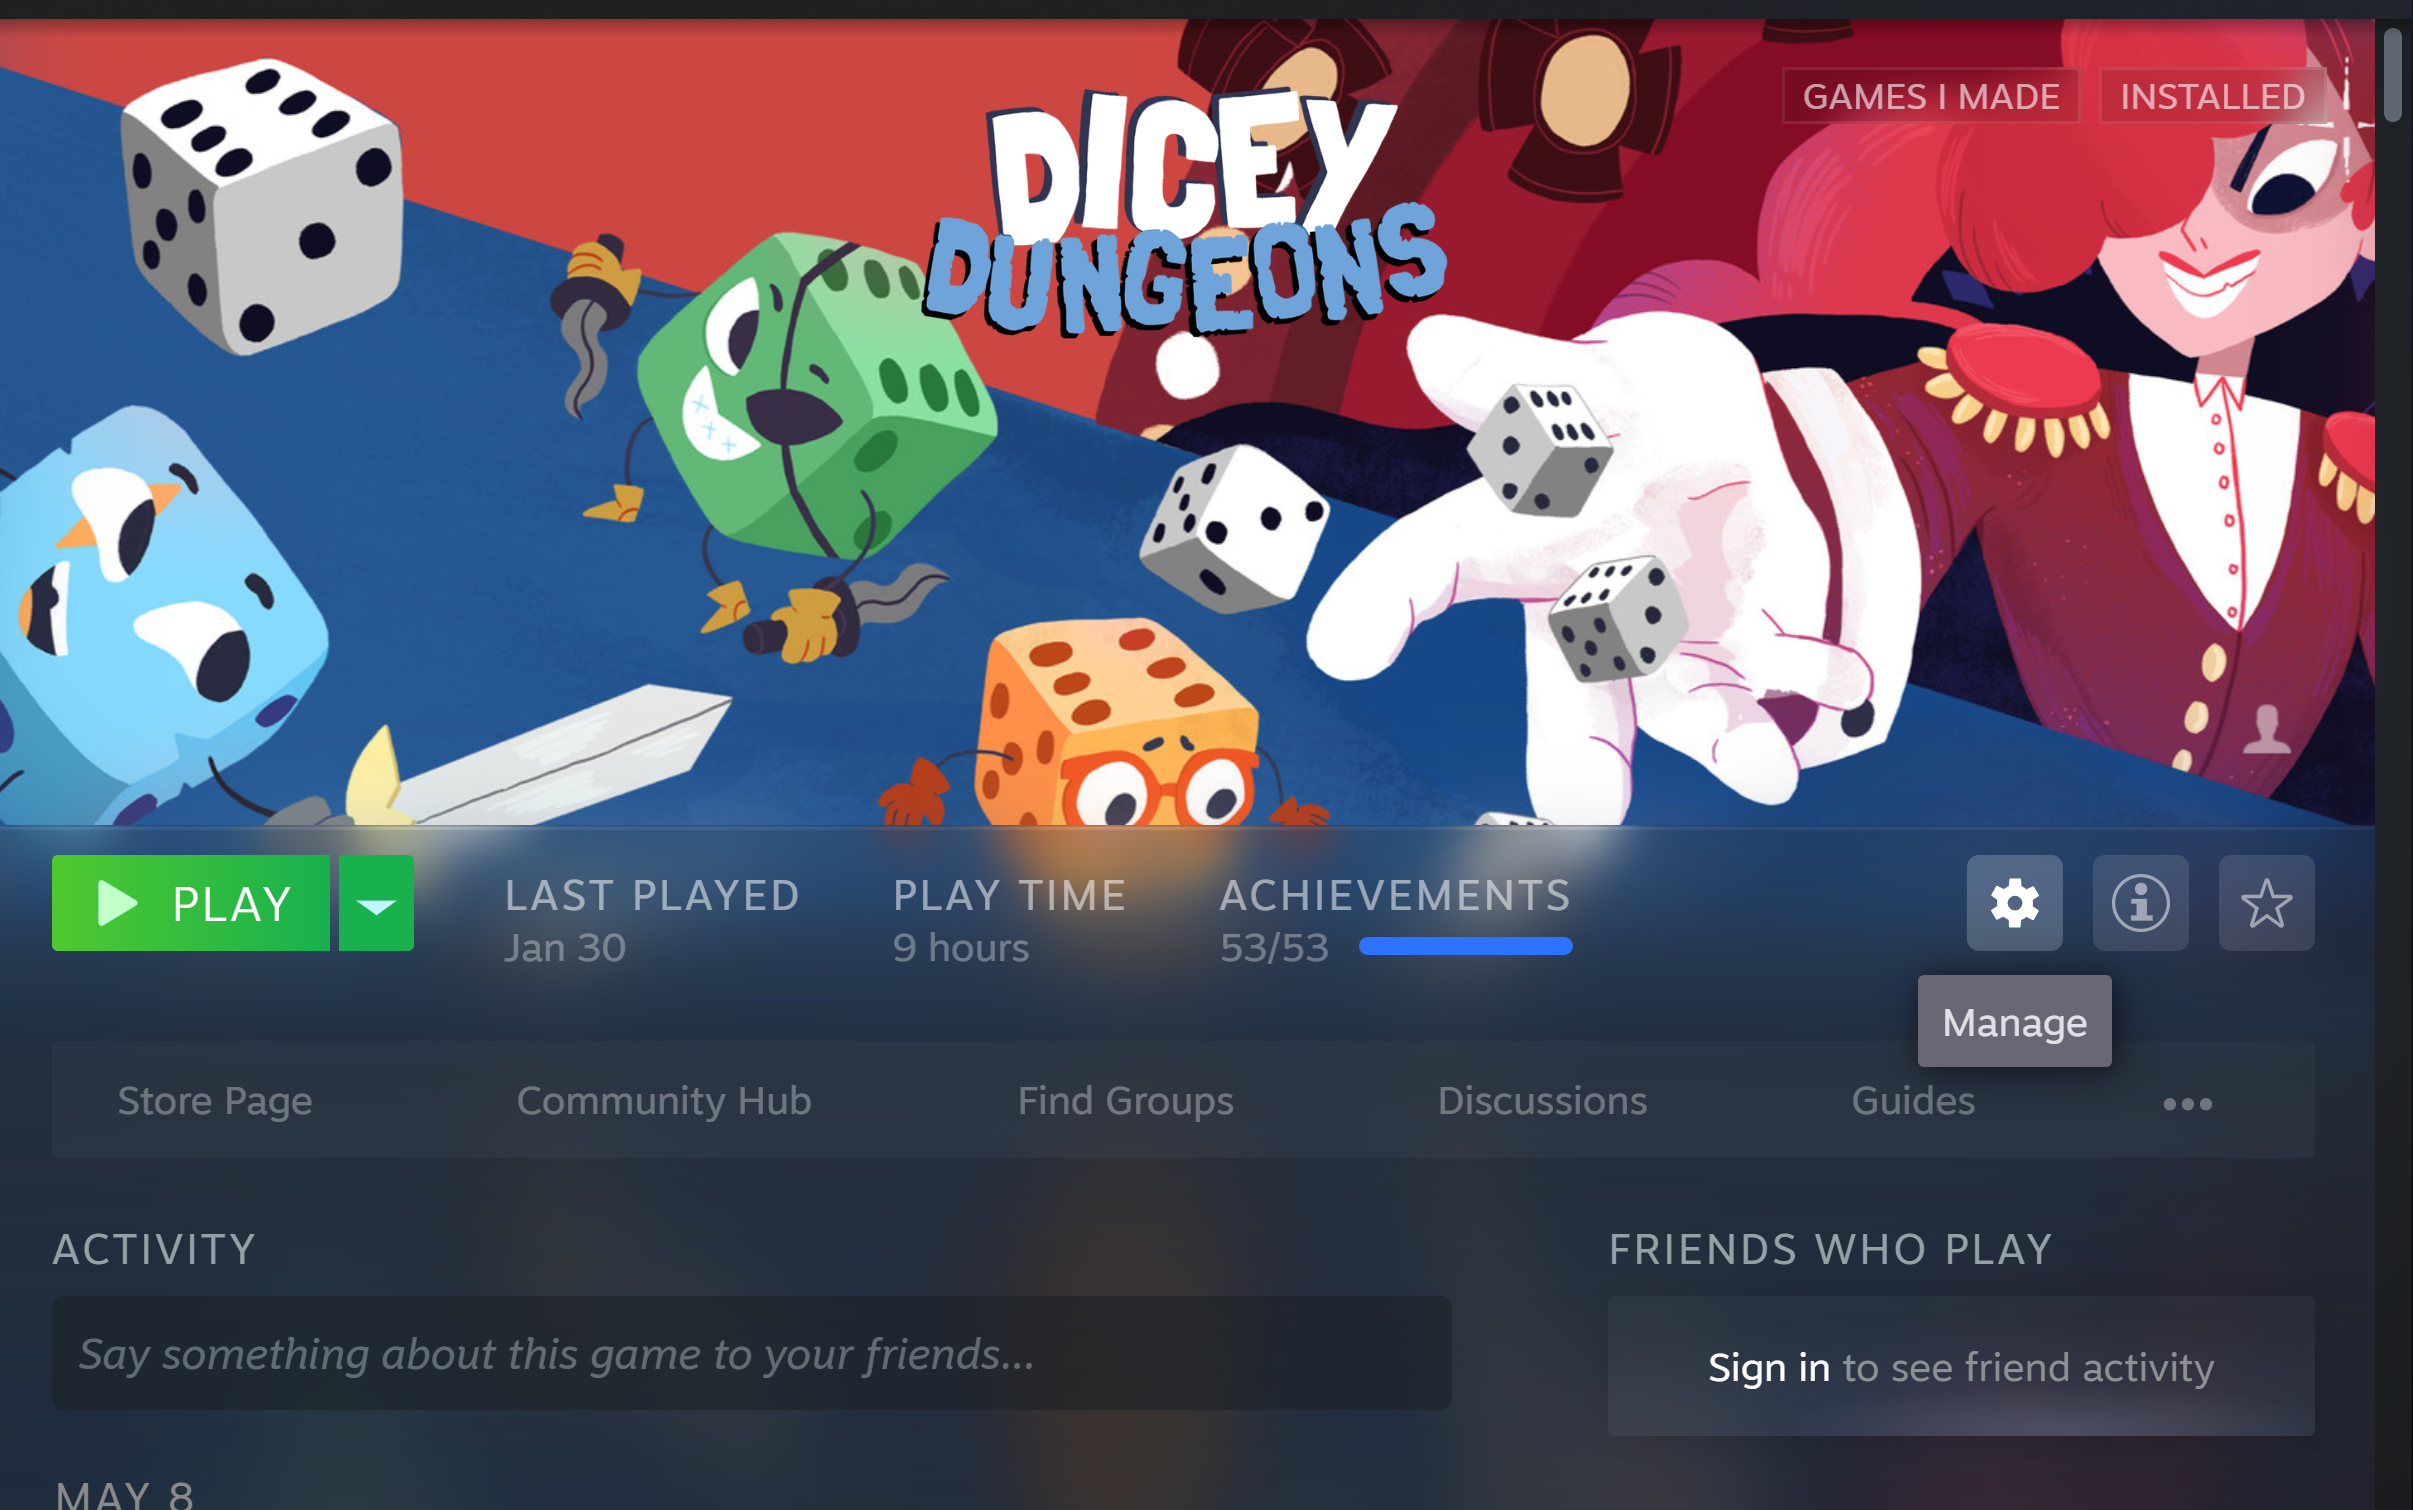 GAMES I MADE
INSTALLED
DICEY
DUNGEONS
PLAY
LAST PLAYED
Jan 30
PLAY TIME
9 hours
ACHIEVEMENTS
53/53
Manage
Store Page
Community Hub
Find Groups
Discussions
Guides
ACTIVITY
FRIENDS WHO PLAY
Say something about this game to your friends...
Sign in to see friend activity
MAY 8